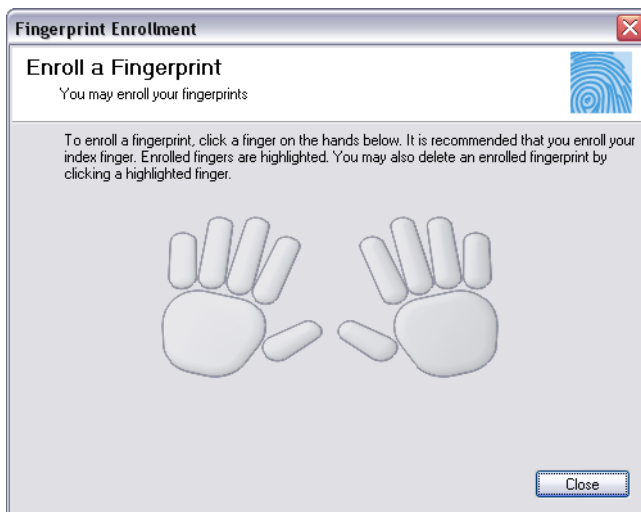 Fingerprint Enrollment
Enroll a Fingerprint
You may enroll your fingerprints
To enroll a fingerprint, click a finger on the hands below. It is recommended that you enroll your
index finger. Enrolled fingers are highlighted. You may also delete an enrolled fingerprint by
clicking a highlighted finger.
Close